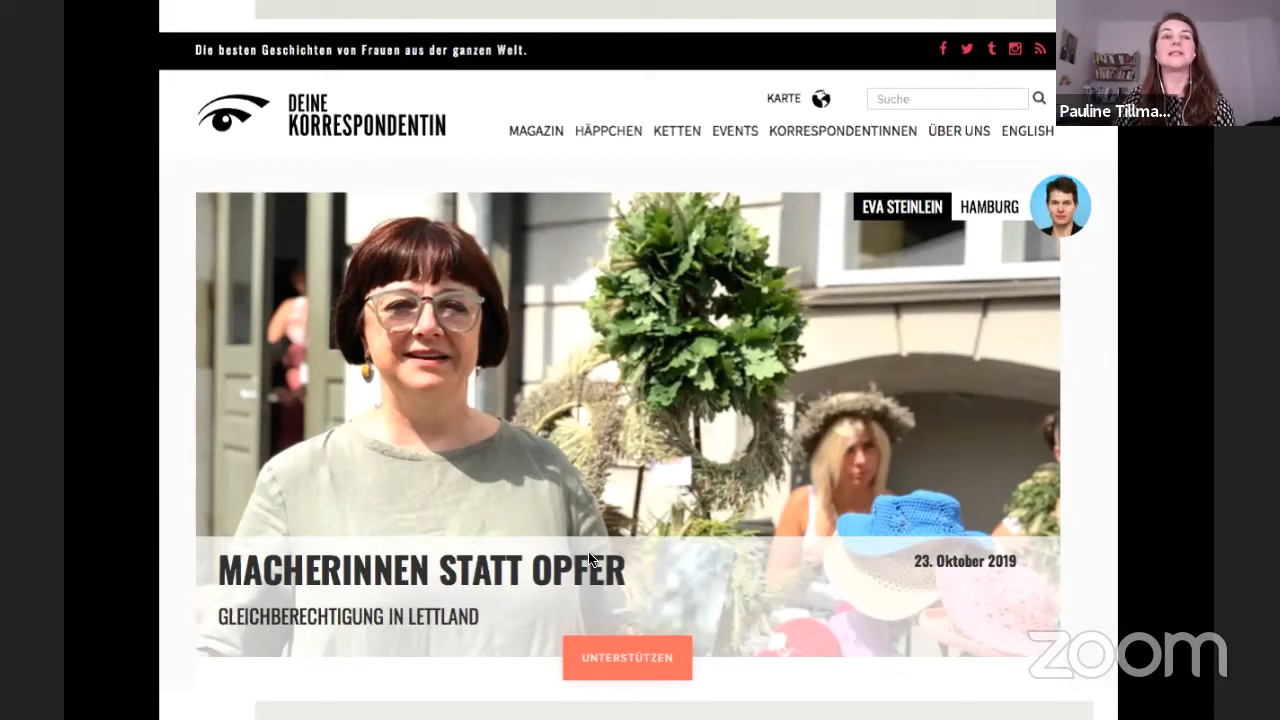 Die besten Geschichten von Frauen aus der ganzen Welt.
DEINE
KORRESPONDENTIN
KARTE
Suche
MAGAZIN HÄPPCHEN KETTEN EVENTS KORRESPONDENTINNEN ÜBER UNS ENGLISH
Pauline Tillma...
EVA STEINLEIN HAMBURG
MACHERINNEN STATT OPFER
23. Oktober 2019
GLEICHBERECHTIGUNG IN LETTLAND
UNTERSTÜTZEN
zoom